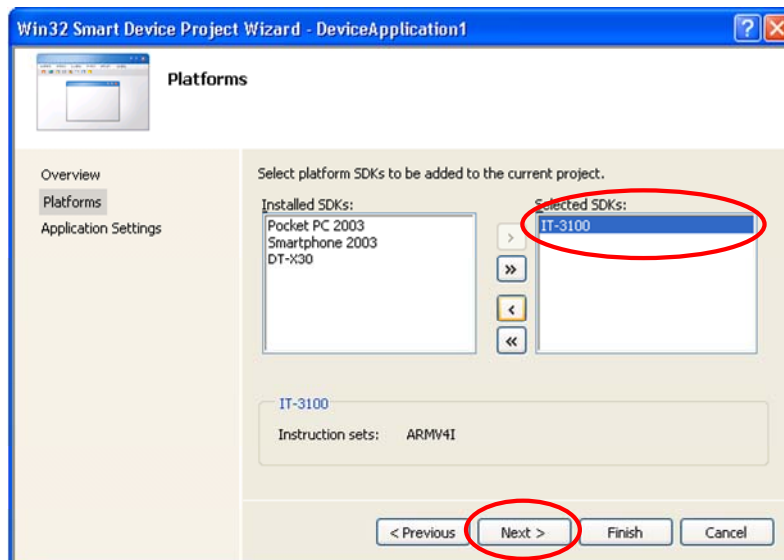 Win32 Smart Device Project Wizard - DeviceApplication1
Platforms
Overview
Platforms
Application Settings
Select platform SDKs to be added to the current project.
Installed SDKs:
Pocket PC 2003
Smartphone 2003
DT-X30
>
>>
<
<<
Selected SDKs:
IT-3100
IT-3100
Instruction sets: ARMV4I
< Previous Next > Finish Cancel